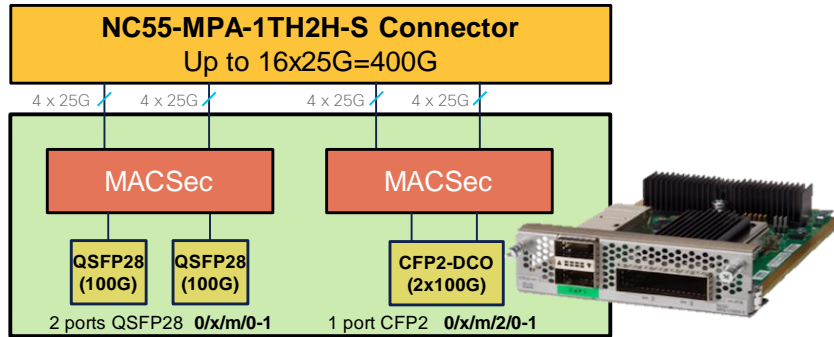 NC55-MPA-1TH2H-S Connector
Up to 16x25G=400G
4 x 25G 4 x 25G 4 x 25G 4 x 25G
MACSec MACSec
QSFP28 (100G) QSFP28 (100G) CFP2-DCO (2x100G)
2 ports QSFP28 0/x/m/0-1 1 port CFP2 0/x/m/2/0-1